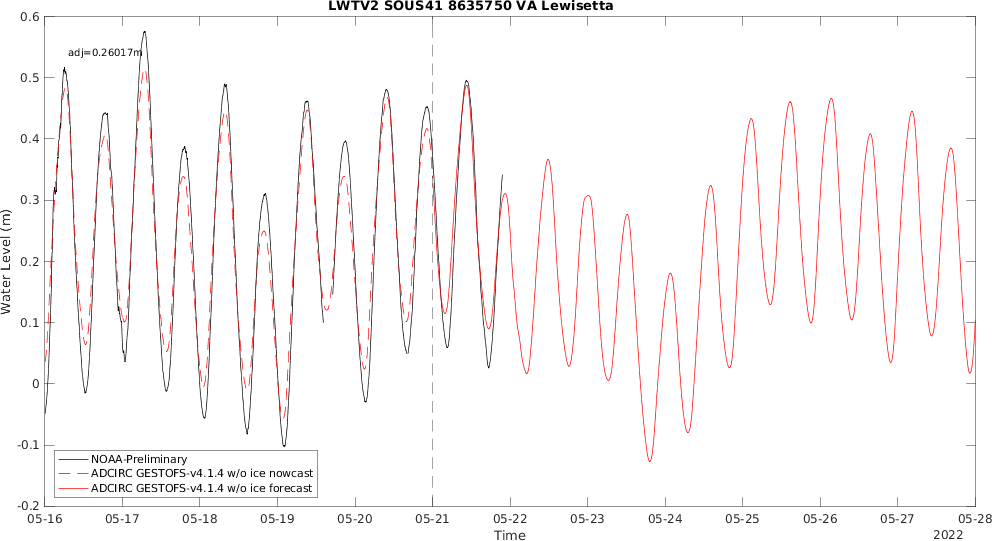 LWTV2 SOUS41 8635750 VA Lewisetta
adj=0.26017m
Water Level (m)
0.6
0.5
0.4
0.3
0.2
0.1
0
-0.1
-0.2
NOAA-Preliminary
ADCIRC GESTOFS-v4.1.4 w/o ice nowcast
ADCIRC GESTOFS-v4.1.4 w/o ice forecast
05-16 05-17 05-18 05-19 05-20 05-21 05-22 05-23 05-24 05-25 05-26 05-27 05-28
Time
2022